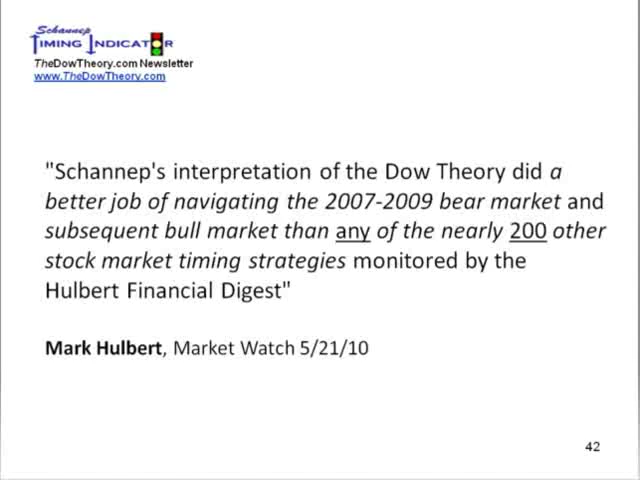 Schannep
TIMING INDICATOR
TheDowTheory.com Newsletter
www.TheDowTheory.com
"Schannep's interpretation of the Dow Theory did a
better job of navigating the 2007-2009 bear market and
subsequent bull market than any of the nearly 200 other
stock market timing strategies monitored by the
Hulbert Financial Digest"
Mark Hulbert, Market Watch 5/21/10
42